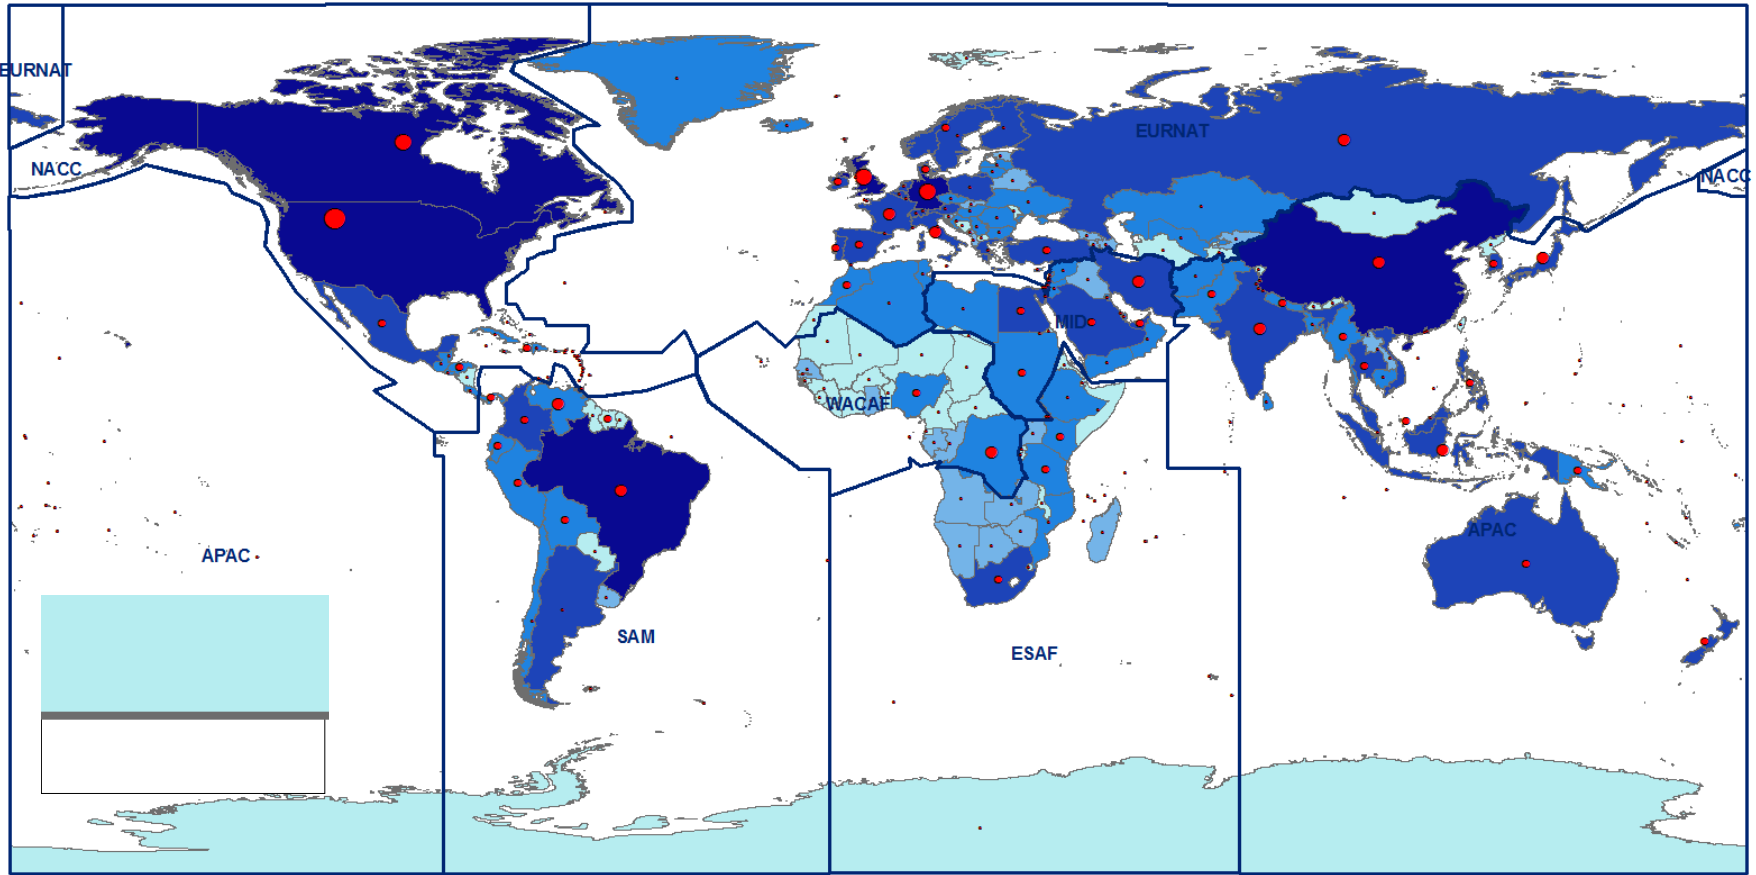 EURNAT
EURNAT
NACC
NACC
MID
WACAF
APAC
APAC
SAM
ESAF